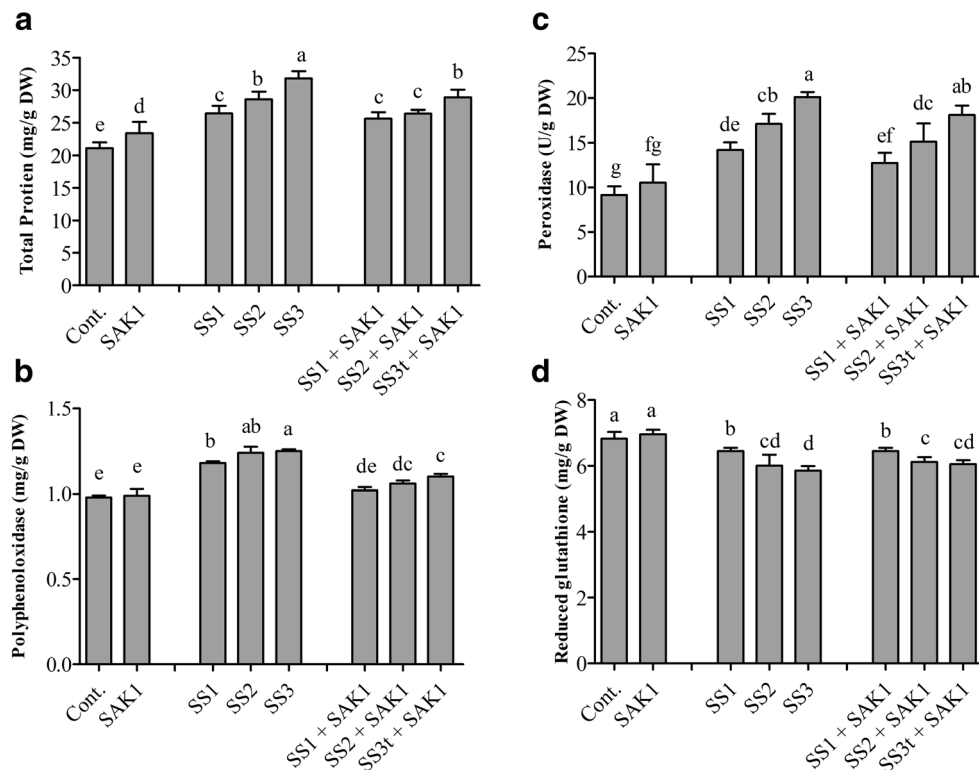 a
Total Protien (mg/g DW)
35
30
25
20
15
10
5
0
e
d
c
b
a
c
c
b
Cont.
SAK1
SS1
SS2
SS3
SS1 + SAK1
SS2 + SAK1
SS3t + SAK1
c
Peroxidase (U/g DW)
25
20
15
10
5
0
g
fg
de
cb
a
ef
dc
ab
Cont.
SAK1
SS1
SS2
SS3
SS1 + SAK1
SS2 + SAK1
SS3t + SAK1
b
Polyphenoloxidase (mg/g DW)
1.5
1.0
0.5
0.0
e
e
b
ab
a
de
dc
c
Cont.
SAK1
SS1
SS2
SS3
SS1 + SAK1
SS2 + SAK1
SS3t + SAK1
d
Reduced glutathione (mg/g DW)
8
6
4
2
0
a
a
b
cd
d
b
c
cd
Cont.
SAK1
SS1
SS2
SS3
SS1 + SAK1
SS2 + SAK1
SS3t + SAK1